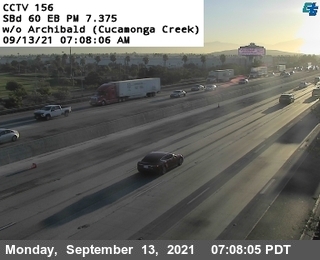 CCTV 156
SBd 60 EB PM 7.375
w/o Archibald (Cucamonga Creek)
09/13/21 07:08:06 AM
Monday, September 13, 2021 07:08:05 PDT